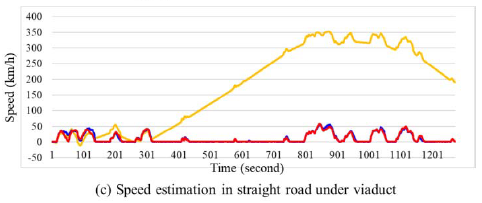 400
350
300
250
200
150
100
50
0
-50
Speed (km/h)
1 101 201 301 401 501 601 701 801 901 1001 1101 1201
Time (second)
(c) Speed estimation in straight road under viaduct